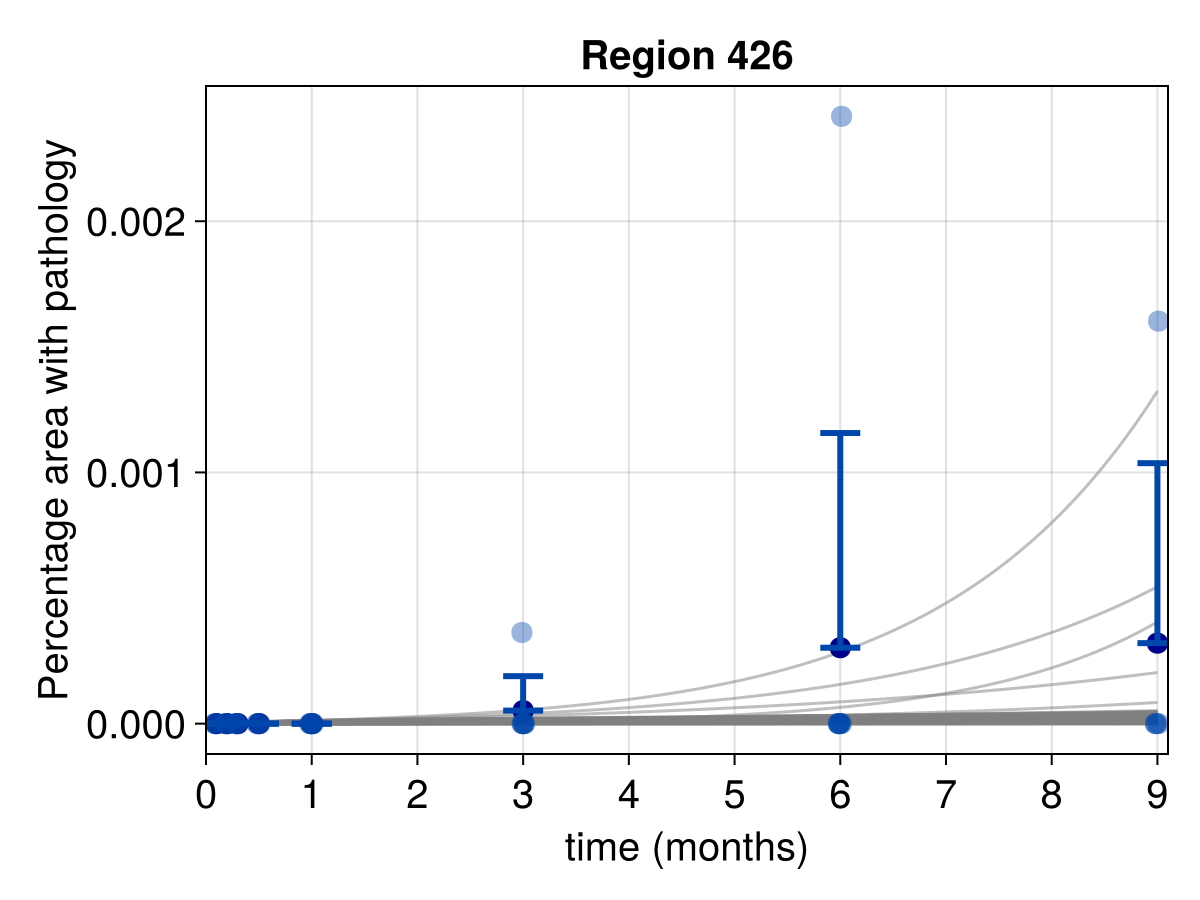 Region 426
Percentage area with pathology
0.002
0.001
0.000
0 1 2 3 4 5 6 7 8 9
time (months)